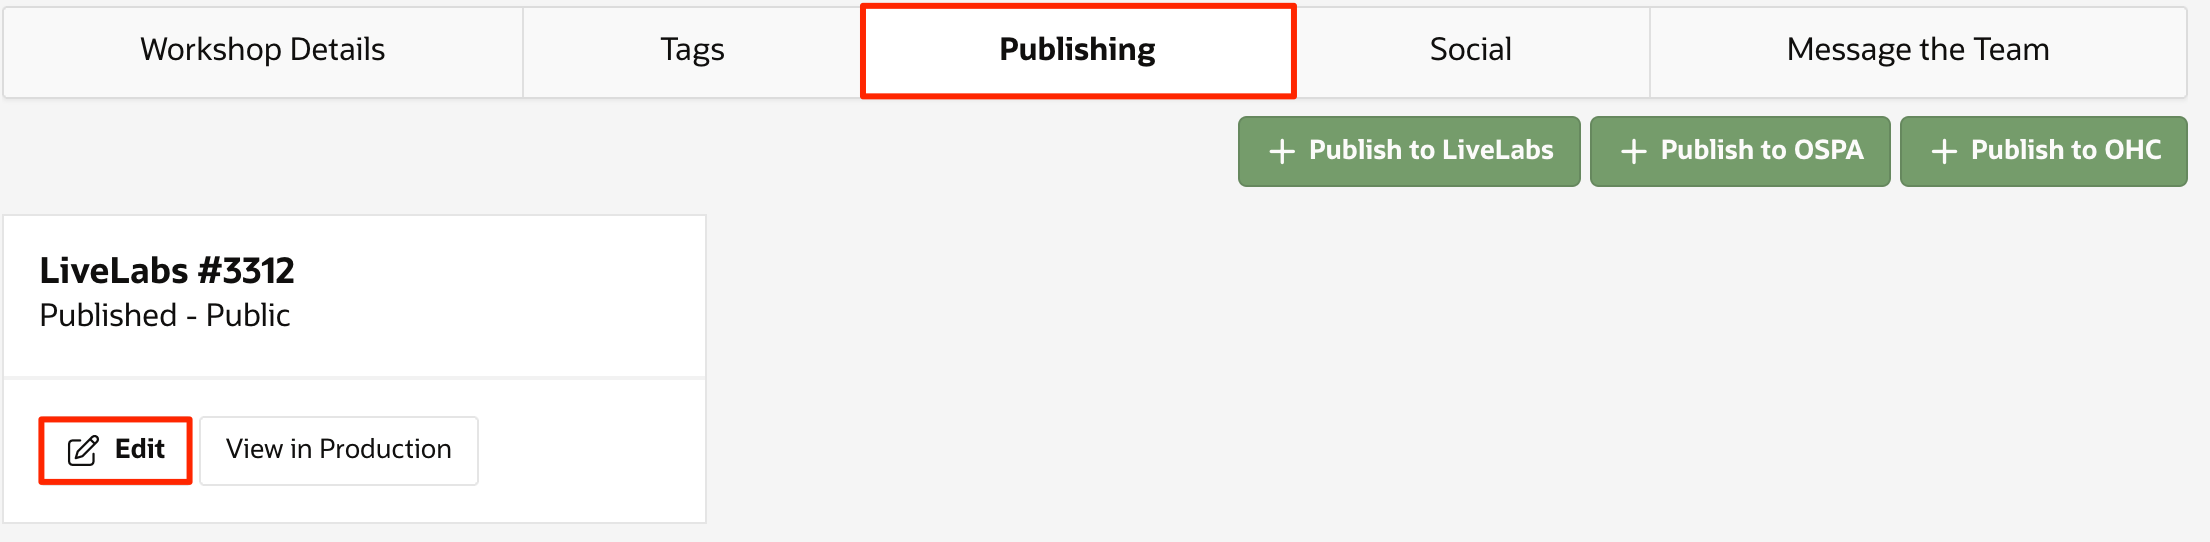 Workshop Details Tags Publishing Social Message the Team
+ Publish to LiveLabs + Publish to OSPA + Publish to OHC
LiveLabs #3312
Published - Public
Edit View in Production